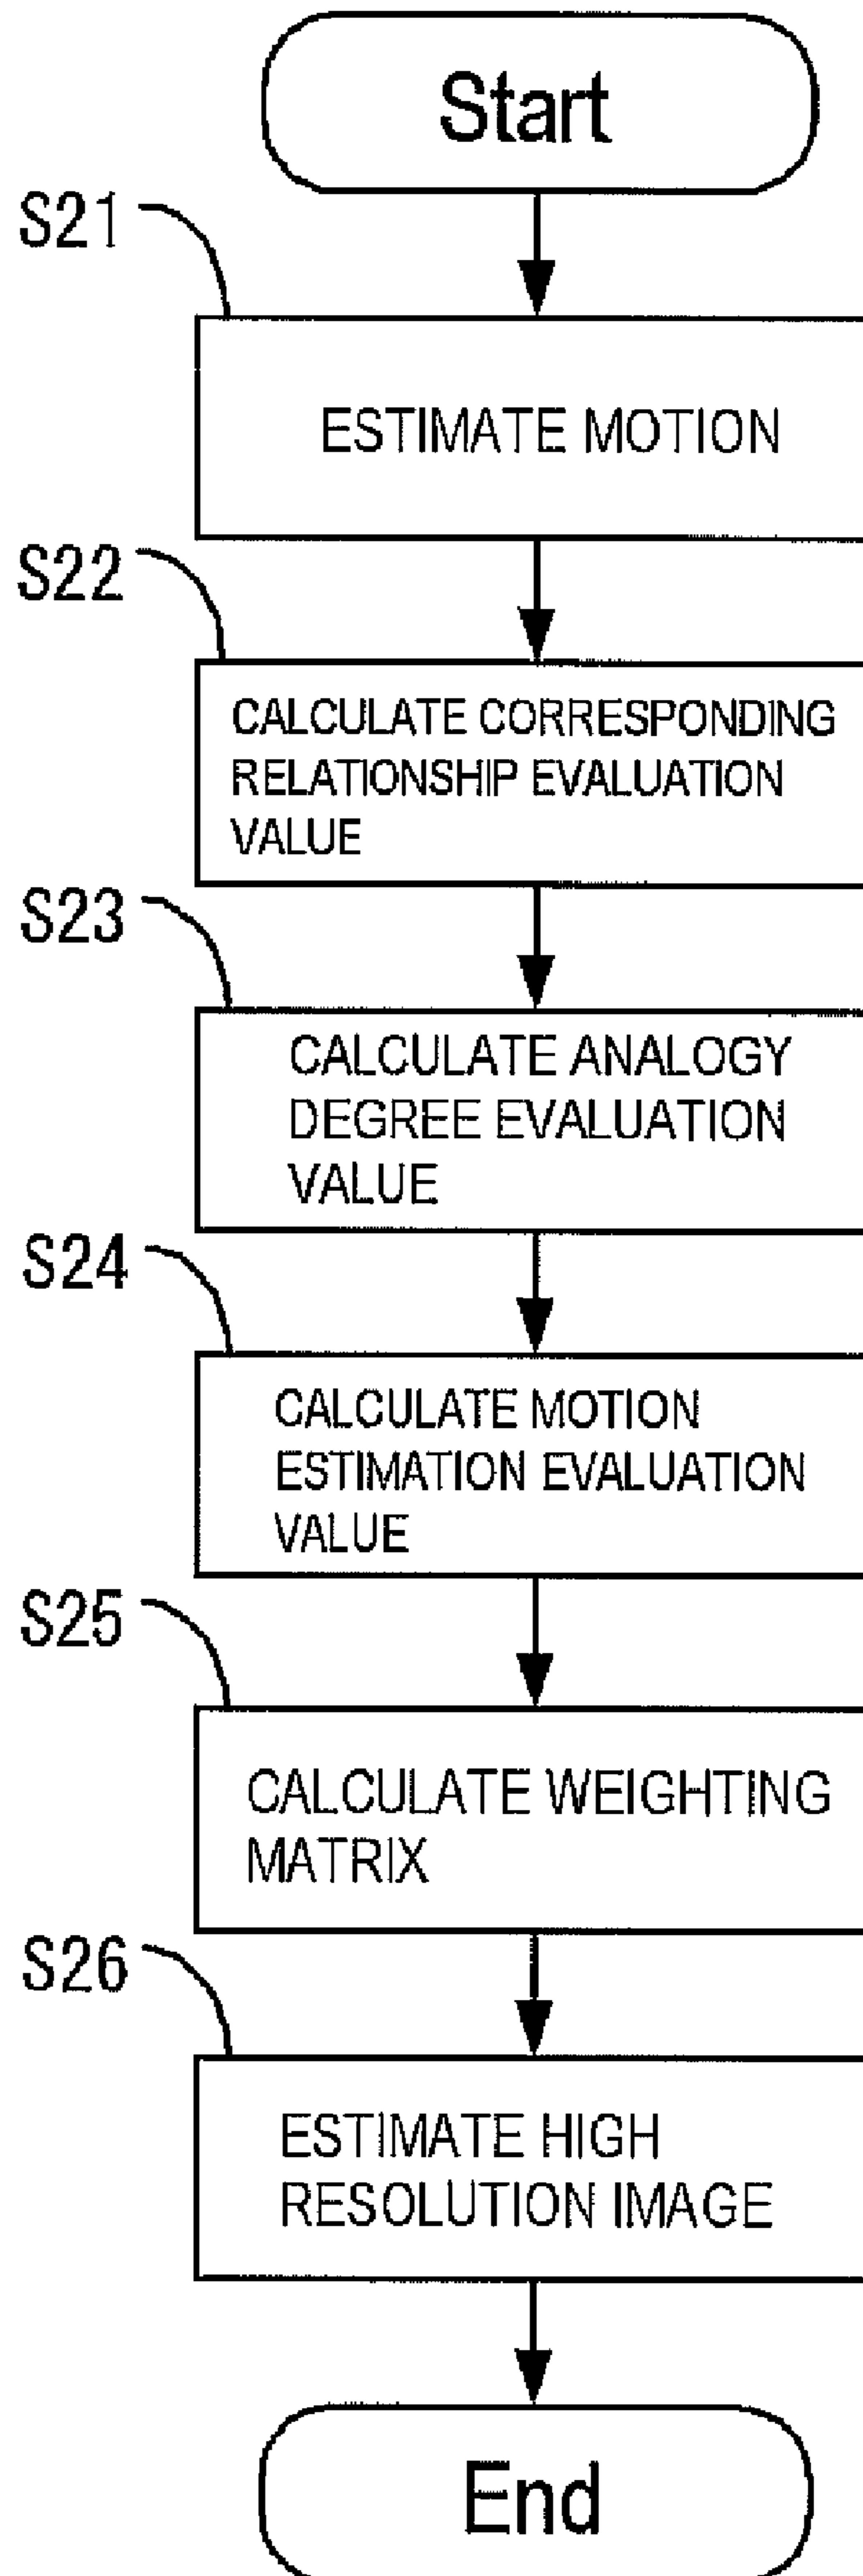 Start
S21
ESTIMATE MOTION
S22
CALCULATE CORRESPONDING
RELATIONSHIP EVALUATION
VALUE
S23
CALCULATE ANALOGY
DEGREE EVALUATION
VALUE
S24
CALCULATE MOTION
ESTIMATION EVALUATION
VALUE
S25
CALCULATE WEIGHTING
MATRIX
S26
ESTIMATE HIGH
RESOLUTION IMAGE
End